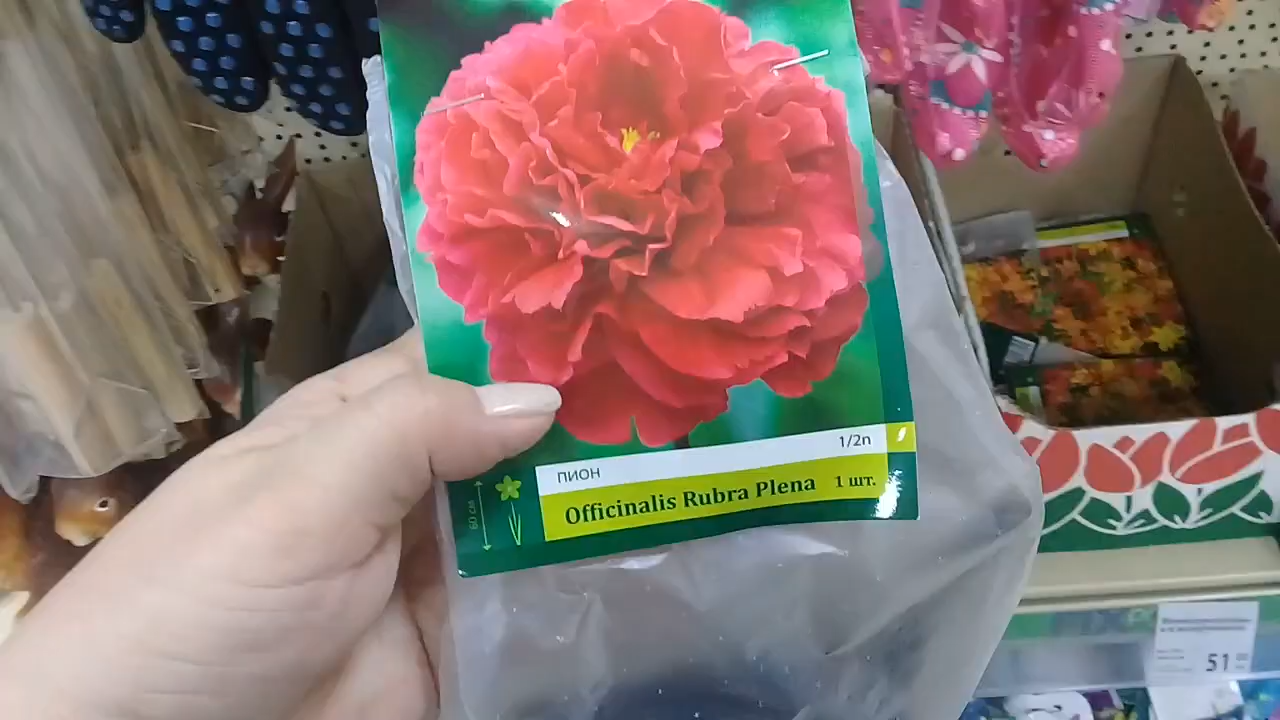 1/2п
ПИОН
Officinalis Rubra Plena 1 шт.
60 см
51